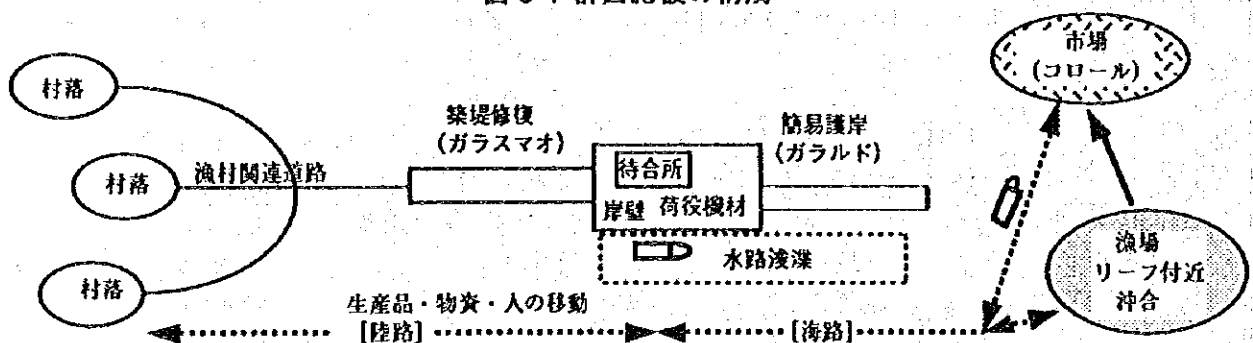 市場
(コロール)
村落
築堤修復
(ガラスマオ)
簡易護岸
(ガラルド)
村落
漁村関連道路
待合所
岸壁 荷役機材
水路浚渫
漁場
リーフ付近
沖合
村落
生産品・物資・人の移動
[陸路]
[海路]